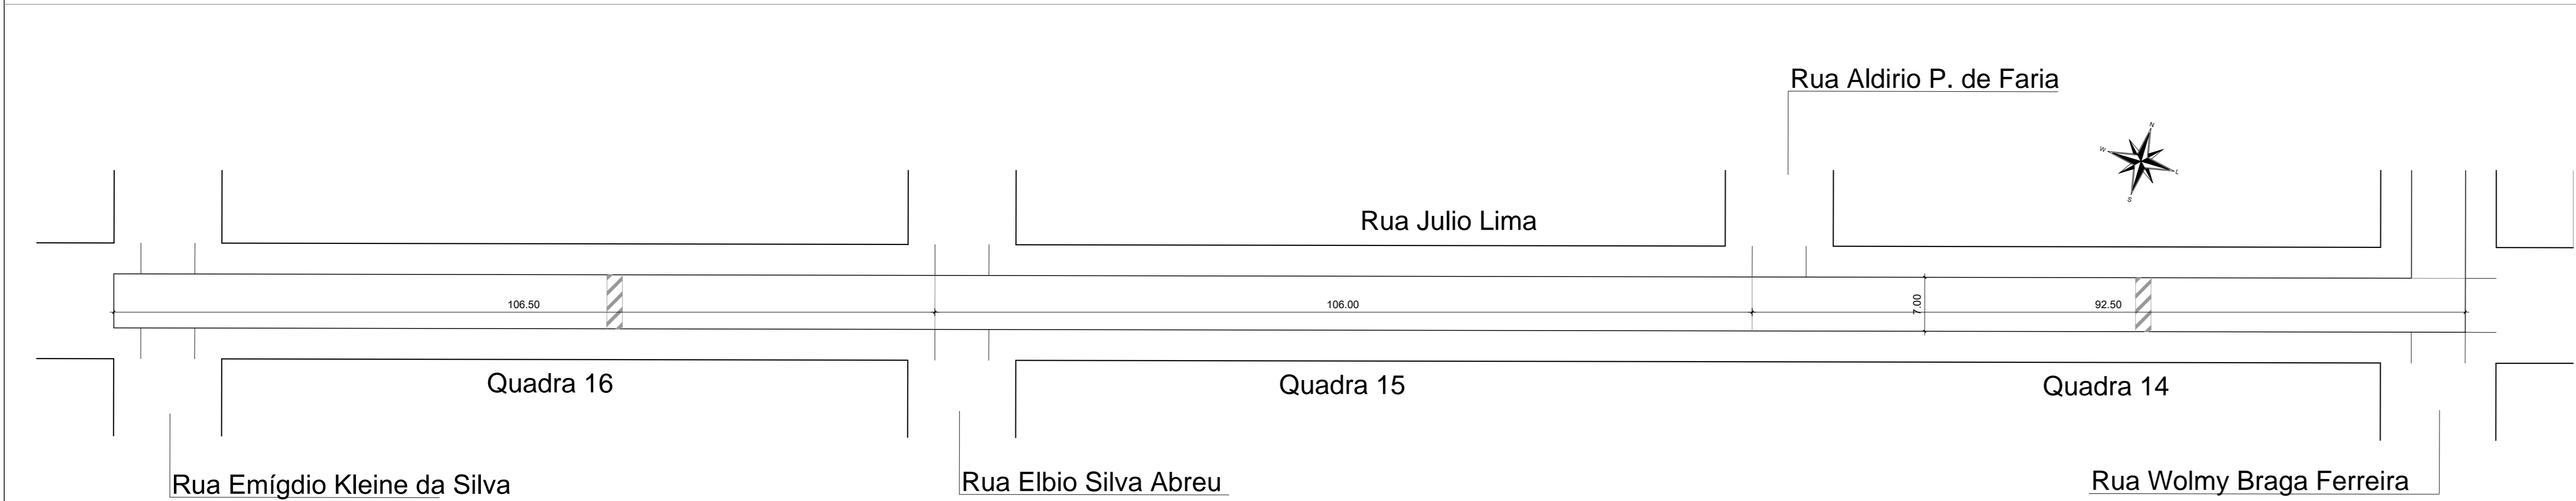 Rua Aldirio P. de Faria
N
W
L
S
Rua Julio Lima
106.50
106.00
7.00
92.50
Quadra 16
Quadra 15
Quadra 14
Rua Emígdio Kleine da Silva
Rua Elbio Silva Abreu
Rua Wolmy Braga Ferreira